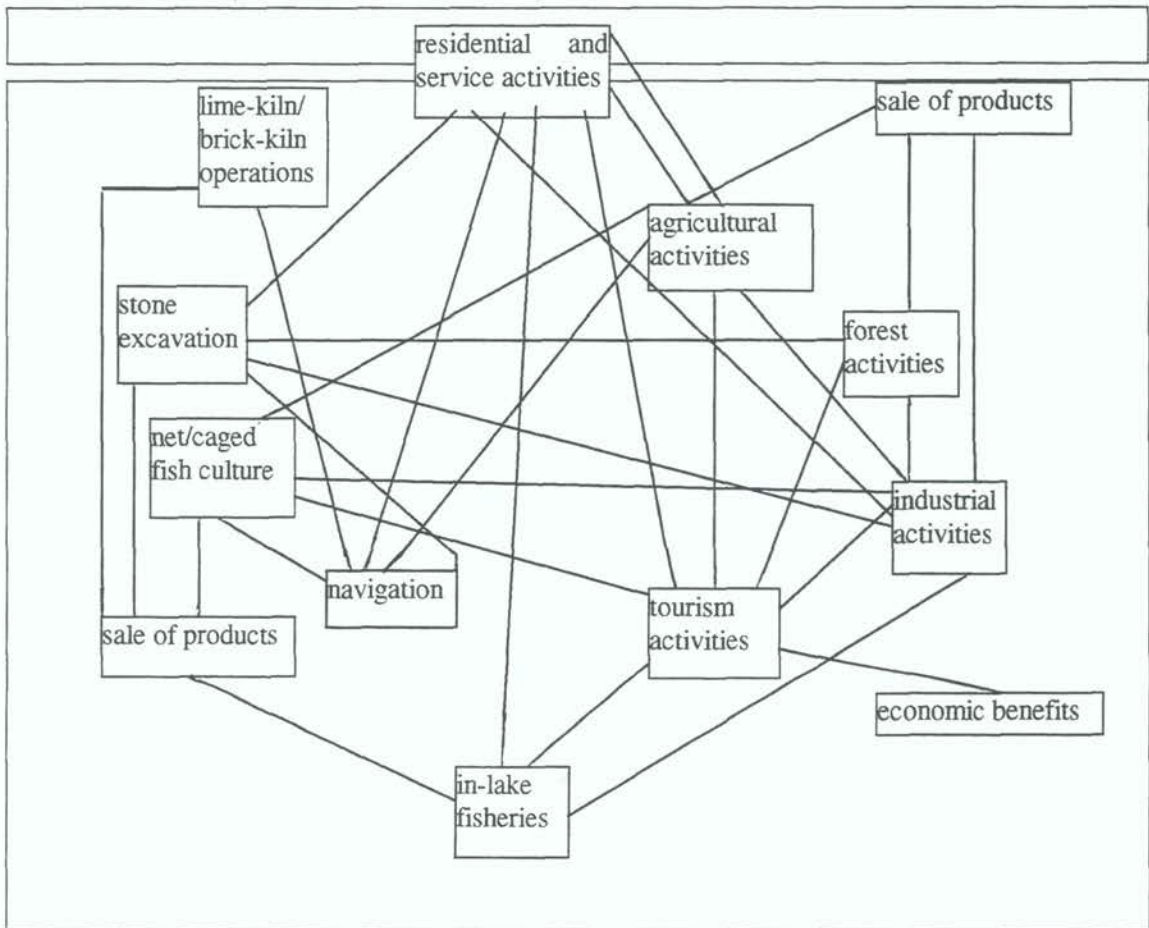 residential and
service activities
lime-kiln/
brick-kiln
operations
sale of products
agricultural
activities
stone
excavation
forest
activities
net/caged
fish culture
industrial
activities
navigation
tourism
activities
sale of products
economic benefits
in-lake
fisheries